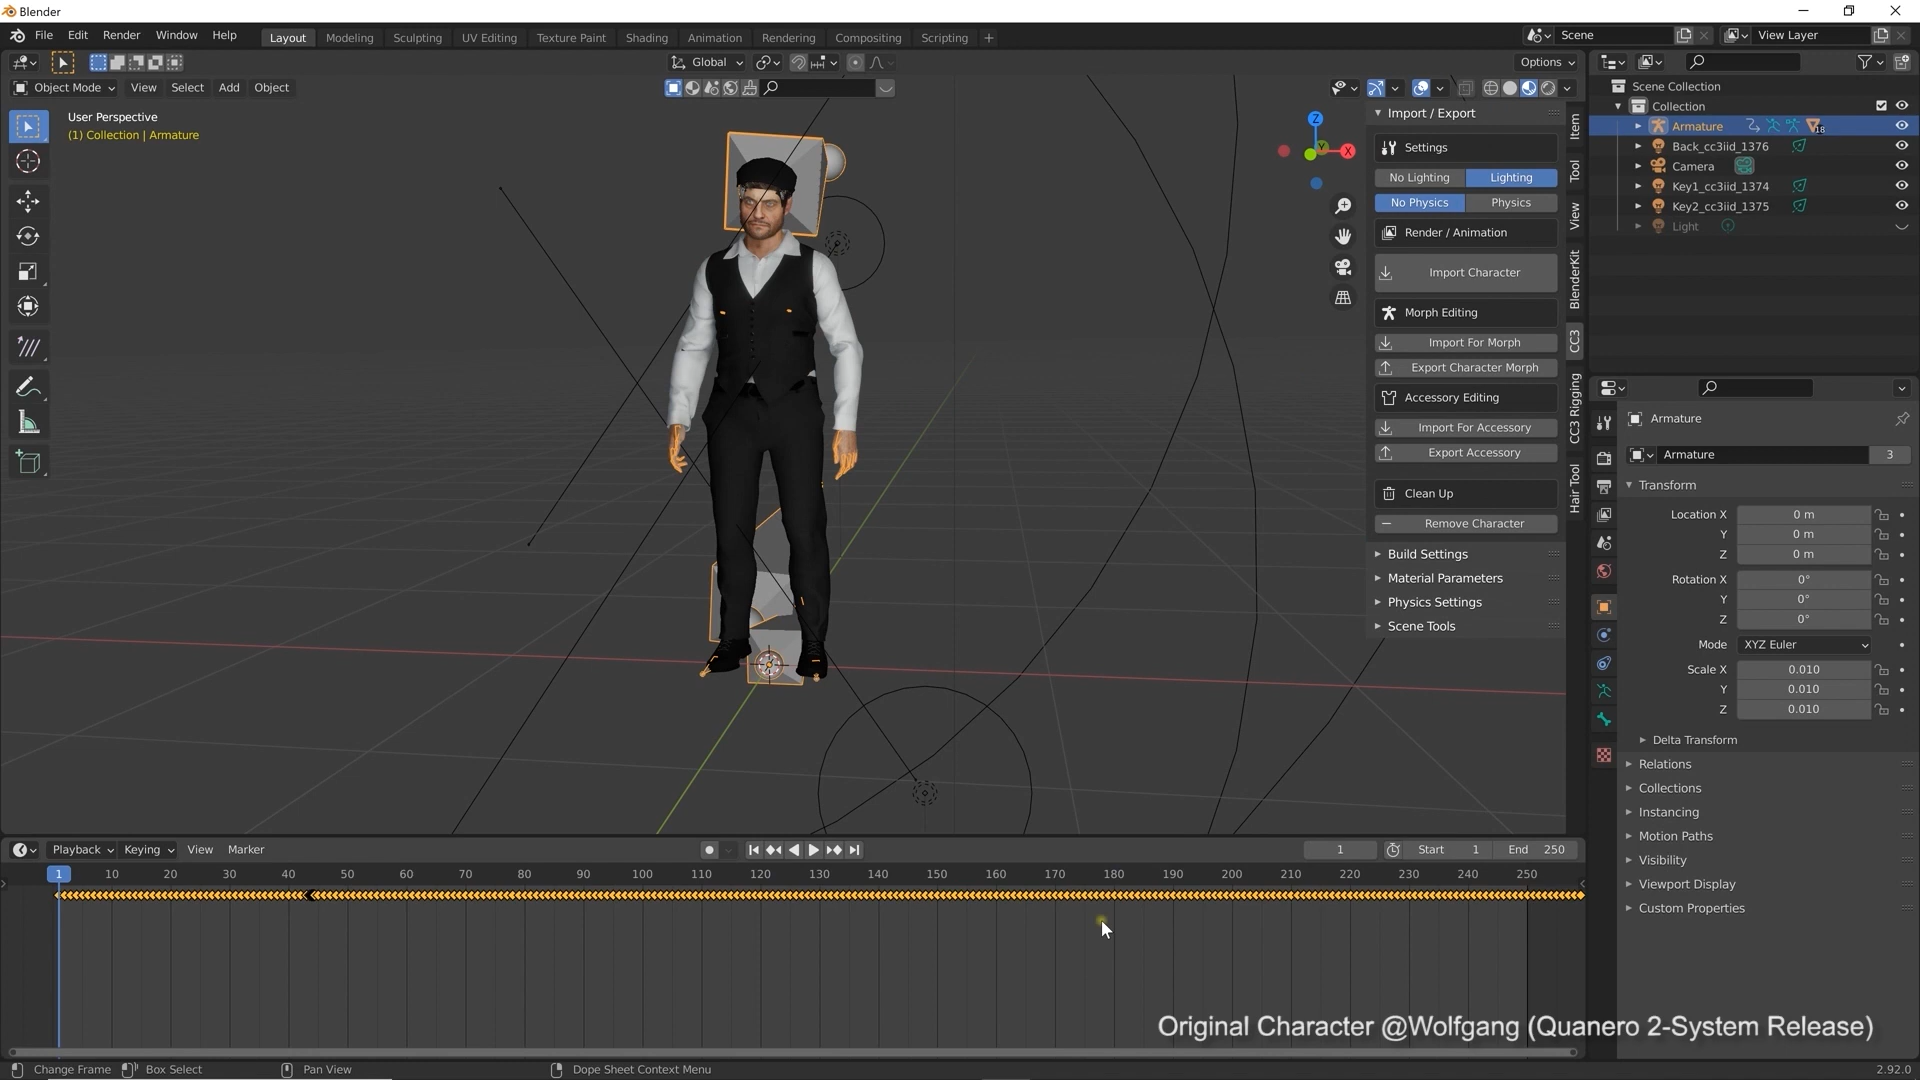 Blender
File Edit Render Window Help Layout Modeling Sculpting UV Editing Texture Paint Shading Animation Rendering Compositing Scripting + Scene View Layer
Global Options
Object Mode View Select Add Object
User Perspective
(1) Collection | Armature
Z
Y
X
Import / Export
Settings
No Lighting Lighting
No Physics Physics
Render / Animation
Import Character
Morph Editing
Import For Morph
Export Character Morph
Accessory Editing
Import For Accessory
Export Accessory
Clean Up
Remove Character
Build Settings
Material Parameters
Physics Settings
Scene Tools
Item
Tool
View
BlenderKit
CC3
CC3 Rigging
Hair Tool
Scene Collection
Collection
Armature 18
Back_cc3iid_1376
Camera
Key1_cc3iid_1374
Key2_cc3iid_1375
Light
Armature
Armature 3
Transform
Location X 0 m
Y 0 m
Z 0 m
Rotation X 0°
Y 0°
Z 0°
Mode XYZ Euler
Scale X 0.010
Y 0.010
Z 0.010
Delta Transform
Relations
Collections
Instancing
Motion Paths
Visibility
Viewport Display
Custom Properties
Playback Keying View Marker 1 Start 1 End 250
1 10 20 30 40 50 60 70 80 90 100 110 120 130 140 150 160 170 180 190 200 210 220 230 240 250
Original Character @Wolfgang (Quanero 2-System Release)
Change Frame Box Select Pan View Dope Sheet Context Menu 2.92.0